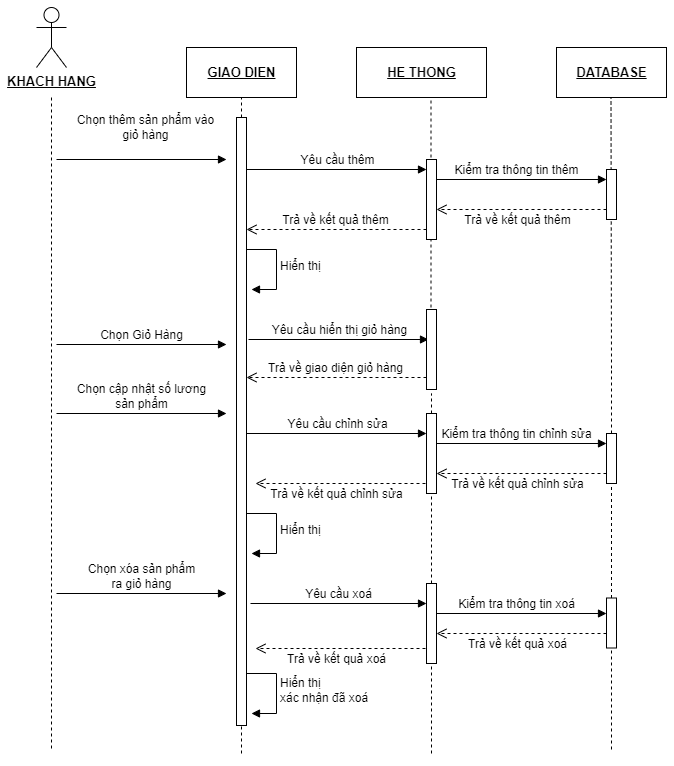 KHACH HANG
GIAO DIEN
HE THONG
DATABASE
Chọn thêm sản phẩm vào
giỏ hàng
Yêu cầu thêm
Kiểm tra thông tin thêm
Trả về kết quả thêm
Trả về kết quả thêm
Hiển thị
Chọn Giỏ Hàng
Yêu cầu hiển thị giỏ hàng
Trả về giao diện giỏ hàng
Chọn cập nhật số lương
sản phẩm
Yêu cầu chỉnh sửa
Kiểm tra thông tin chỉnh sửa
Trả về kết quả chỉnh sửa
Trả về kết quả chỉnh sửa
Hiển thị
Chọn xóa sản phẩm
ra giỏ hàng
Yêu cầu xoá
Kiểm tra thông tin xoá
Trả về kết quả xoá
Trả về kết quả xoá
Hiển thị
xác nhận đã xoá